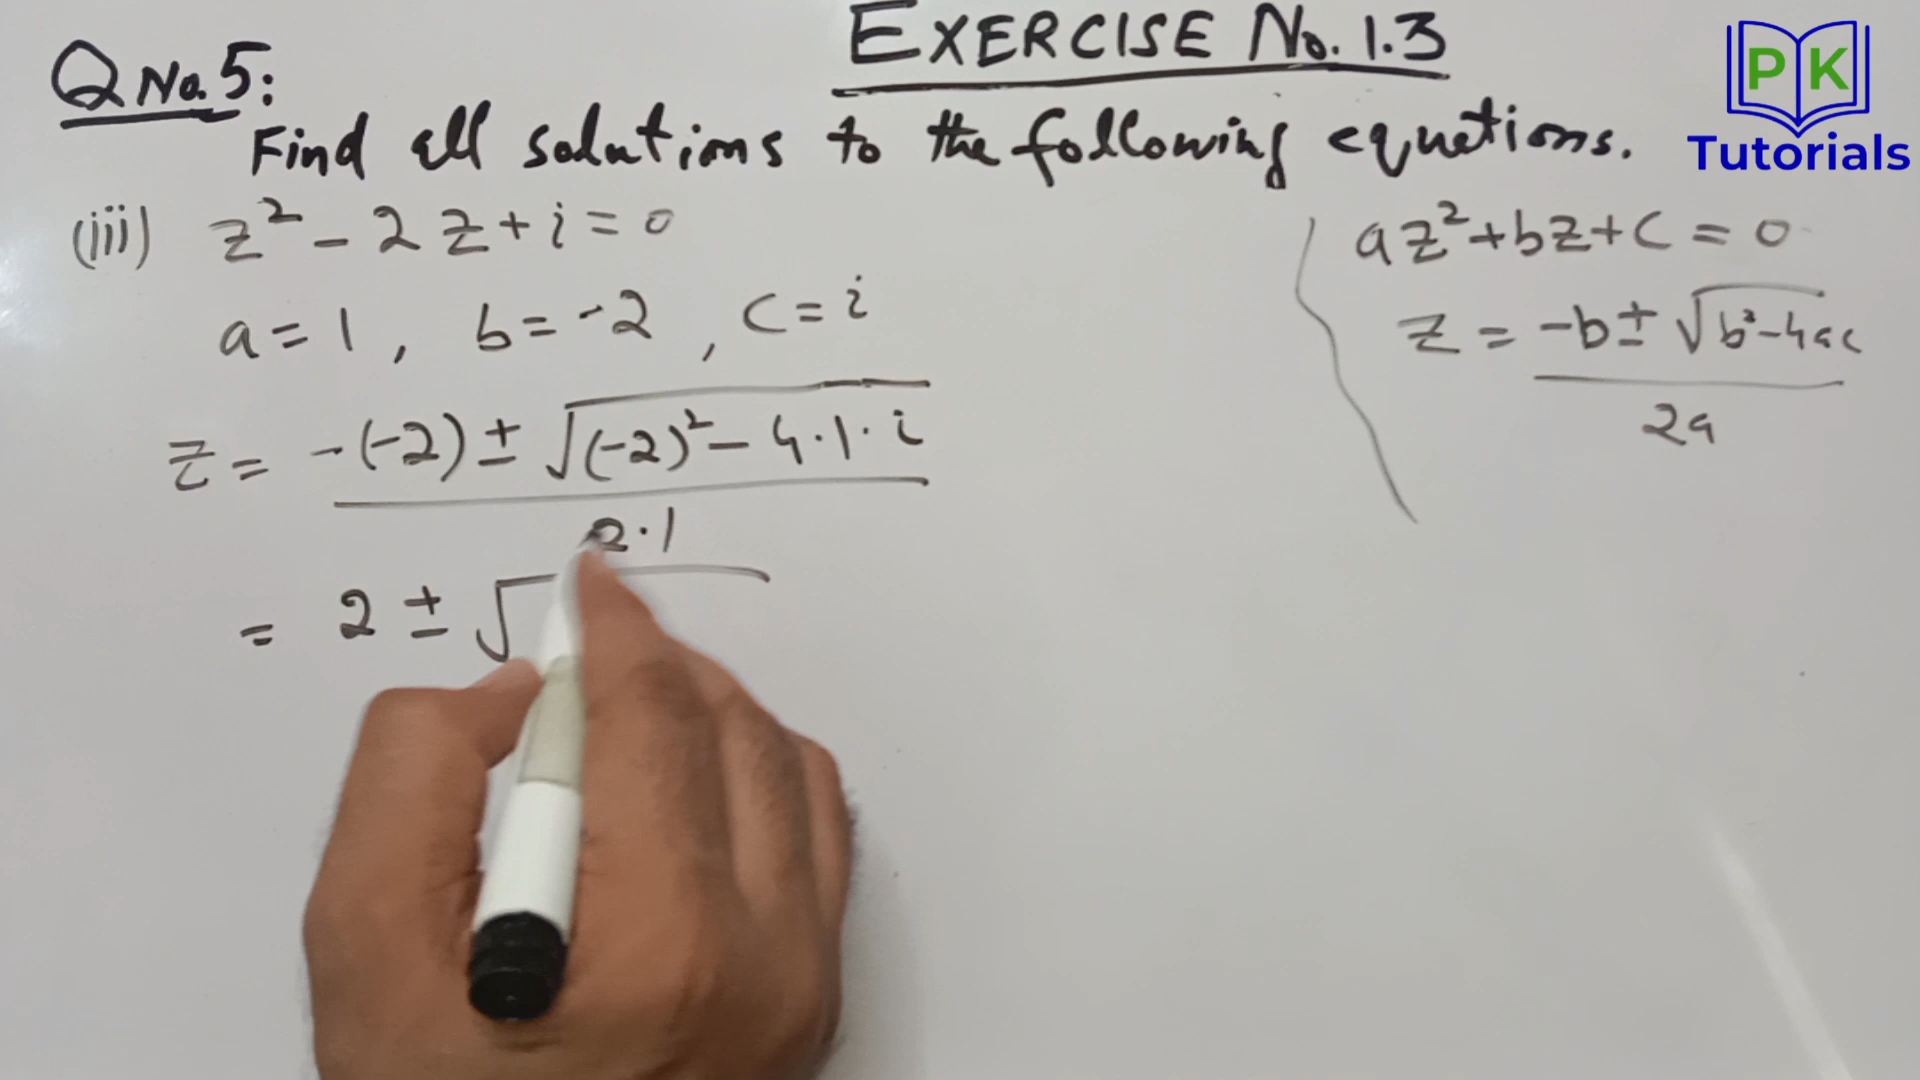 EXERCISE No. 1.3
Q No. 5:
Find all solutions to the following equations.
PK
Tutorials
(iii) z² - 2z + i = 0
a = 1, b = -2, c = i
z = -(-2) ± √(-2)² - 4·1·i
2·1
= 2 ± √
az² + bz + c = 0
z = -b ± √b² - 4ac
2a